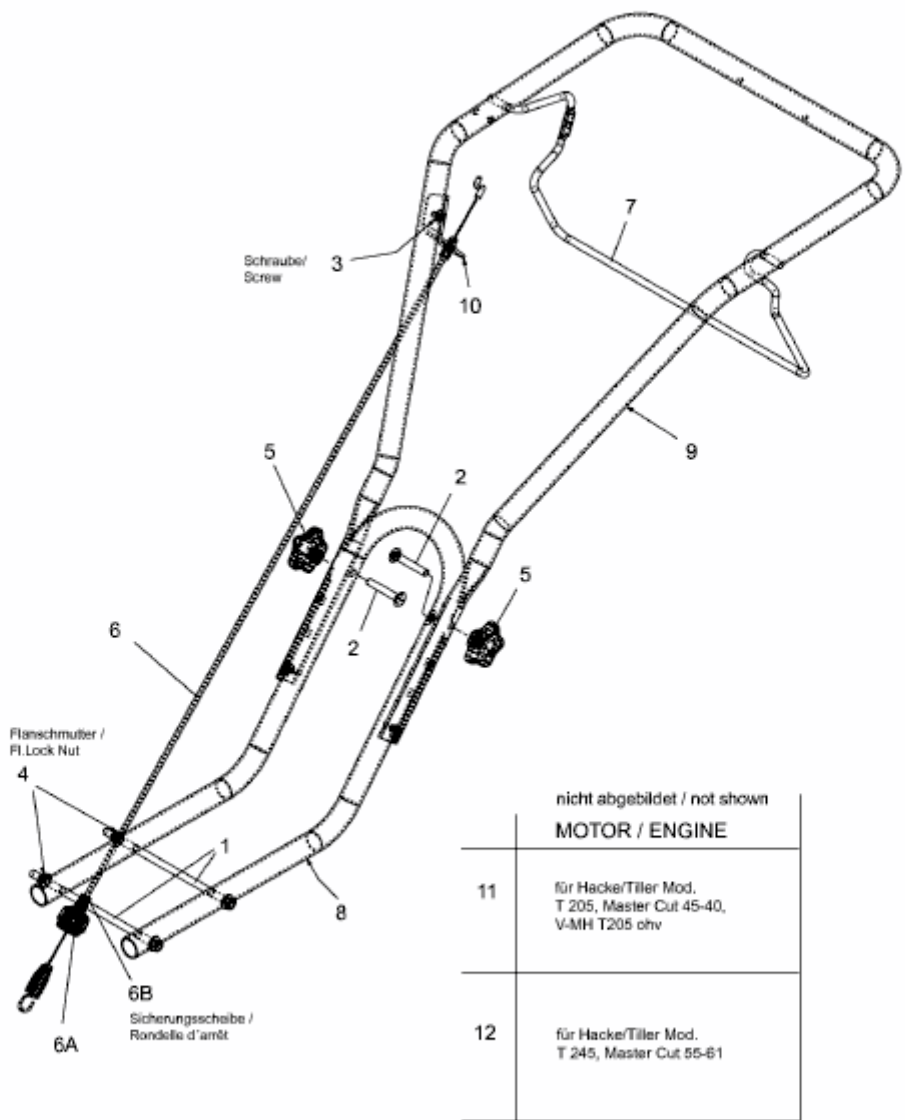 7
Schraube/
Screw
3
10
9
5
2
5
2
6
Flanschmutter /
Fl.Lock Nut
4
1
8
6B
Sicherungsscheibe /
Rondelle d´arrêt
6A
nicht abgebildet / not shown
MOTOR / ENGINE
11
für Hacke/Tiller Mod.
T 205, Master Cut 45-40,
V-MH T205 ohv
12
für Hacke/Tiller Mod.
T 245, Master Cut 55-61